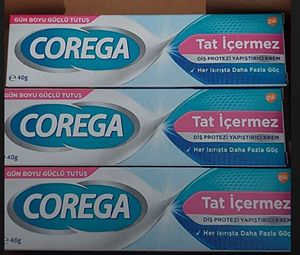 GÜN BOYU GÜÇLÜ TUTUŞ
COREGA
Tat İçermez
DİŞ PROTEZİ YAPIŞTIRICI KREM
✓ Her Isırışta Daha Fazla Güç
℮ 40g
GÜN BOYU GÜÇLÜ TUTUŞ
COREGA
Tat İçermez
DİŞ PROTEZİ YAPIŞTIRICI KREM
✓ Her Isırışta Daha Fazla Güç
℮ 40g
GÜN BOYU GÜÇLÜ TUTUŞ
COREGA
Tat İçermez
DİŞ PROTEZİ YAPIŞTIRICI KREM
✓ Her Isırışta Daha Fazla Güç
℮ 40g